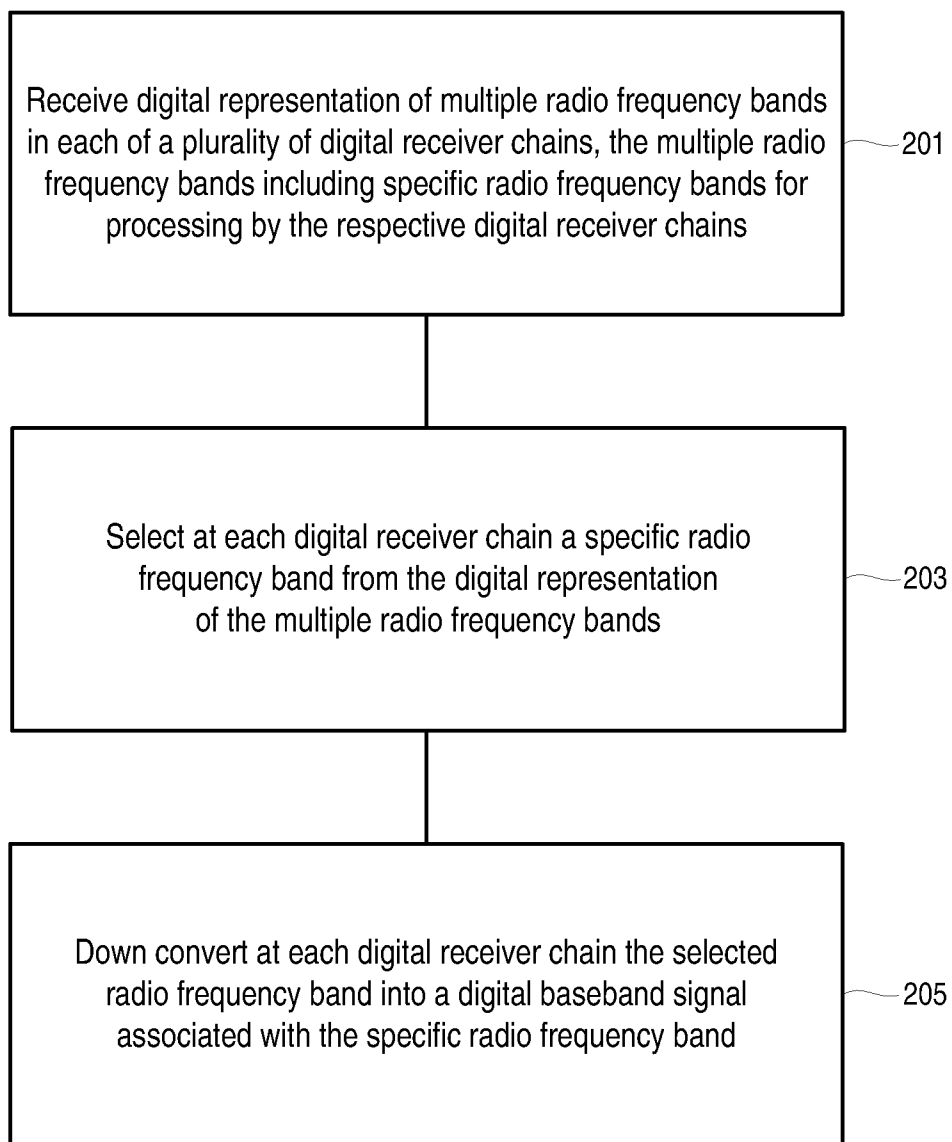 Receive digital representation of multiple radio frequency bands
in each of a plurality of digital receiver chains, the multiple radio
frequency bands including specific radio frequency bands for
processing by the respective digital receiver chains
201
Select at each digital receiver chain a specific radio
frequency band from the digital representation
of the multiple radio frequency bands
203
Down convert at each digital receiver chain the selected
radio frequency band into a digital baseband signal
associated with the specific radio frequency band
205